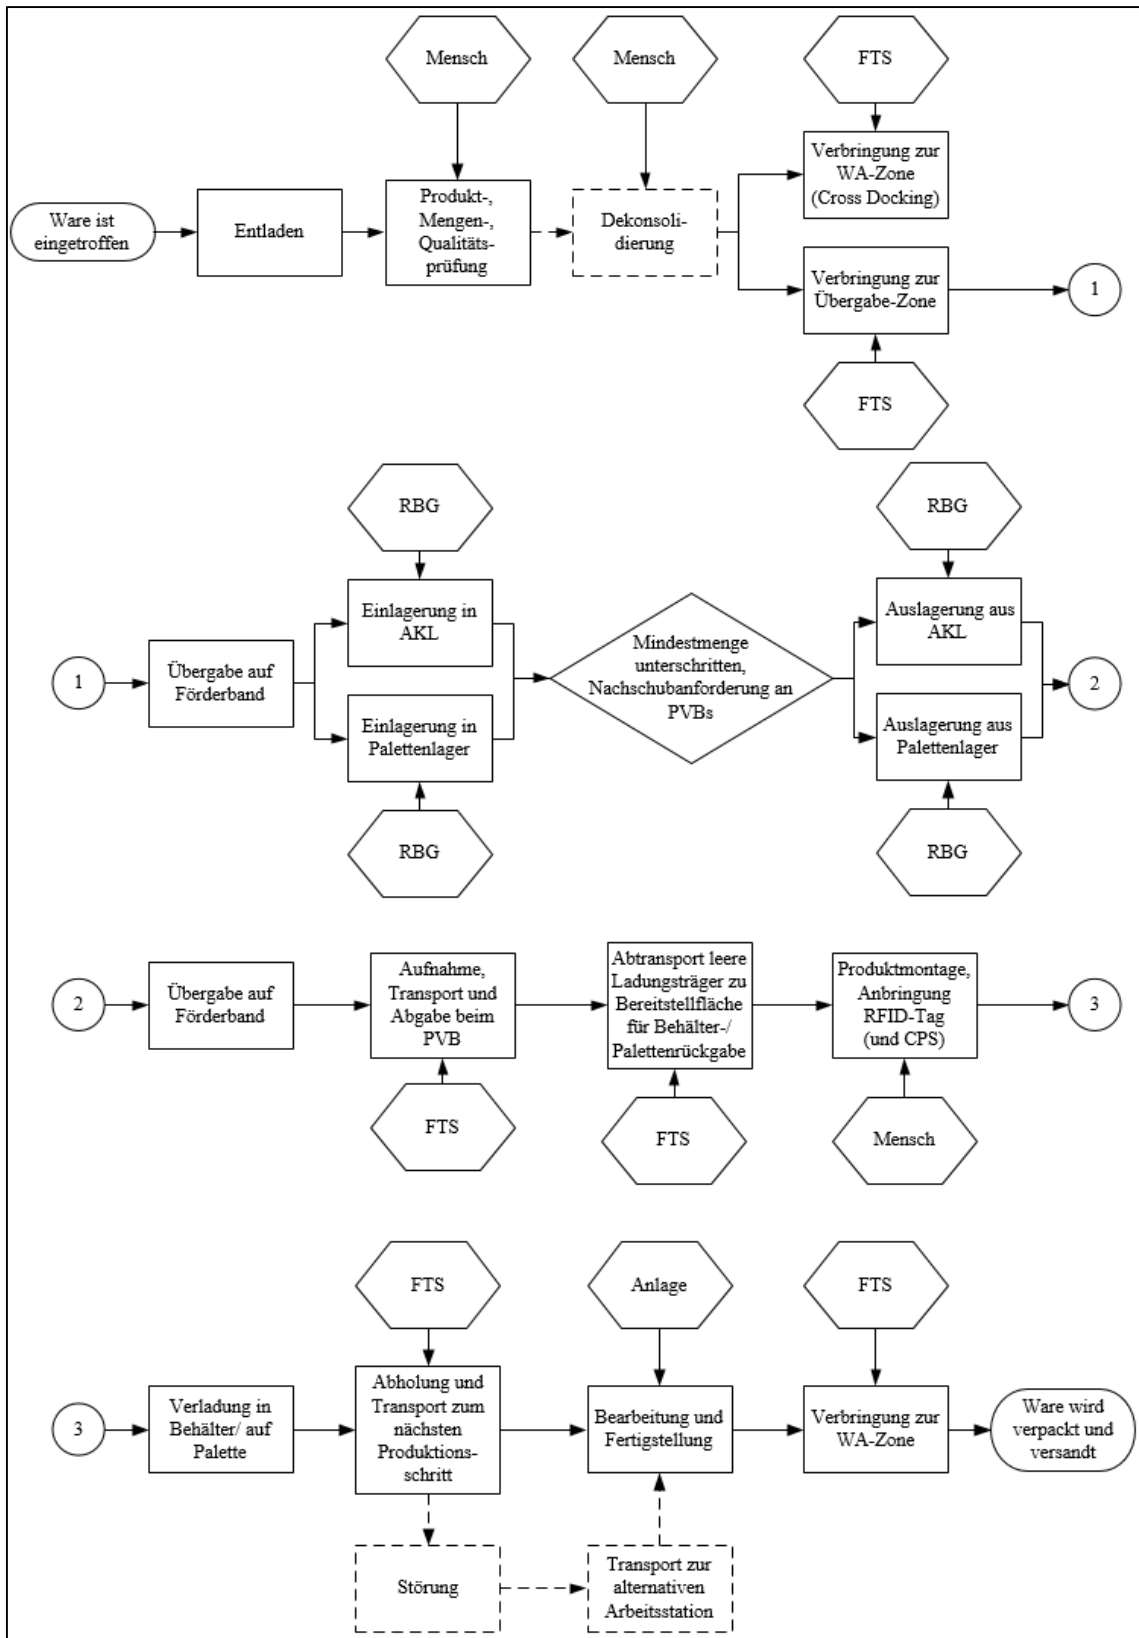 Mensch
Mensch
FTS
Ware ist
eingetroffen
Entladen
Produkt-,
Mengen-,
Qualitäts-
prüfung
Dekonsoli-
dierung
Verbringung zur
WA-Zone
(Cross Docking)
Verbringung zur
Übergabe-Zone
1
FTS
RBG
RBG
1
Übergabe auf
Förderband
Einlagerung in
AKL
Einlagerung in
Palettenlager
Mindestmenge
unterschritten,
Nachschubanforderung an
PVBs
Auslagerung aus
AKL
Auslagerung aus
Palettenlager
2
RBG
RBG
2
Übergabe auf
Förderband
Aufnahme,
Transport und
Abgabe beim
PVB
Abtransport leere
Ladungsträger zu
Bereitstellfläche
für Behälter-/
Palettenrückgabe
Produktmontage,
Anbringung
RFID-Tag
(und CPS)
3
FTS
FTS
Mensch
FTS
Anlage
FTS
3
Verladung in
Behälter/ auf
Palette
Abholung und
Transport zum
nächsten
Produktions-
schritt
Bearbeitung und
Fertigstellung
Verbringung zur
WA-Zone
Ware wird
verpackt und
versandt
Störung
Transport zur
alternativen
Arbeitsstation